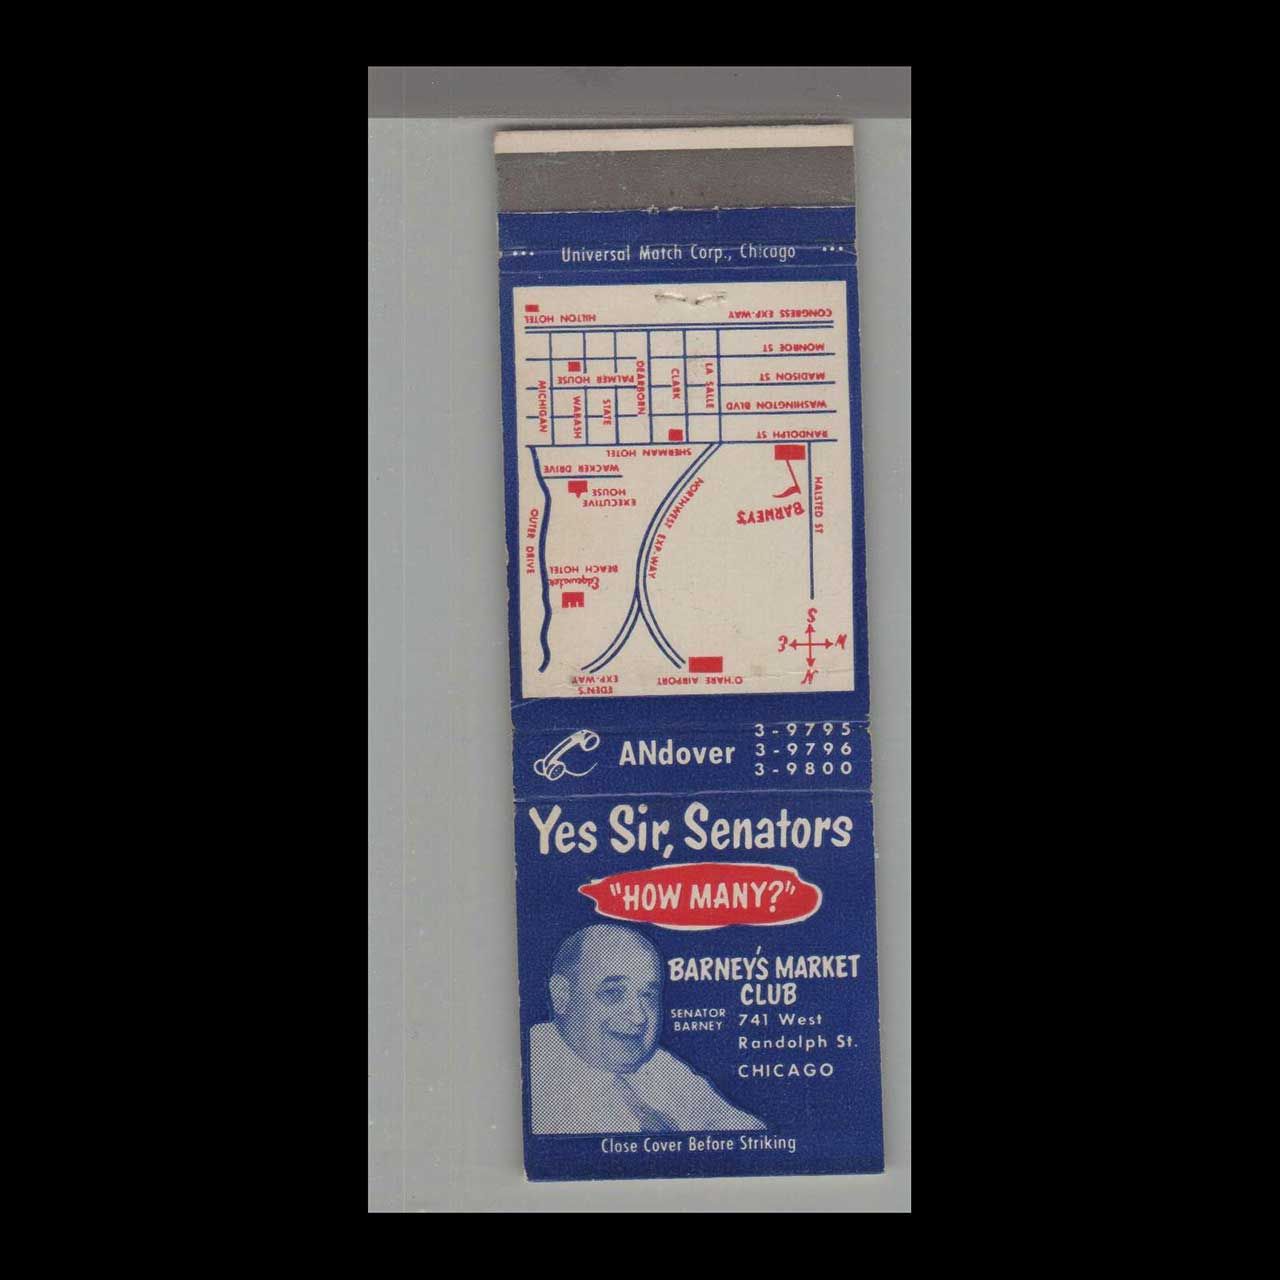 Universal Match Corp., Chicago
HILTON HOTEL
CONGRESS EXP-WAY
MONROE ST
MADISON ST
WASHINGTON BLVD
RANDOLPH ST
PALMER HOUSE
MICHIGAN
WABASH
STATE
DEARBORN
CLARK
LA SALLE
SHERMAN HOTEL
WACKER DRIVE
EXECUTIVE
HOUSE
OUTER DRIVE
NORTHWEST EXP-WAY
BARNEY'S
HALSTED ST
Edgewater
BEACH HOTEL
N
W
E
S
O'HARE AIRPORT
EDEN'S
EXP-WAY
ANdover
3-9795
3-9796
3-9800
Yes Sir, Senators
"HOW MANY?"
BARNEY'S MARKET
CLUB
SENATOR
BARNEY
741 West
Randolph St.
CHICAGO
Close Cover Before Striking